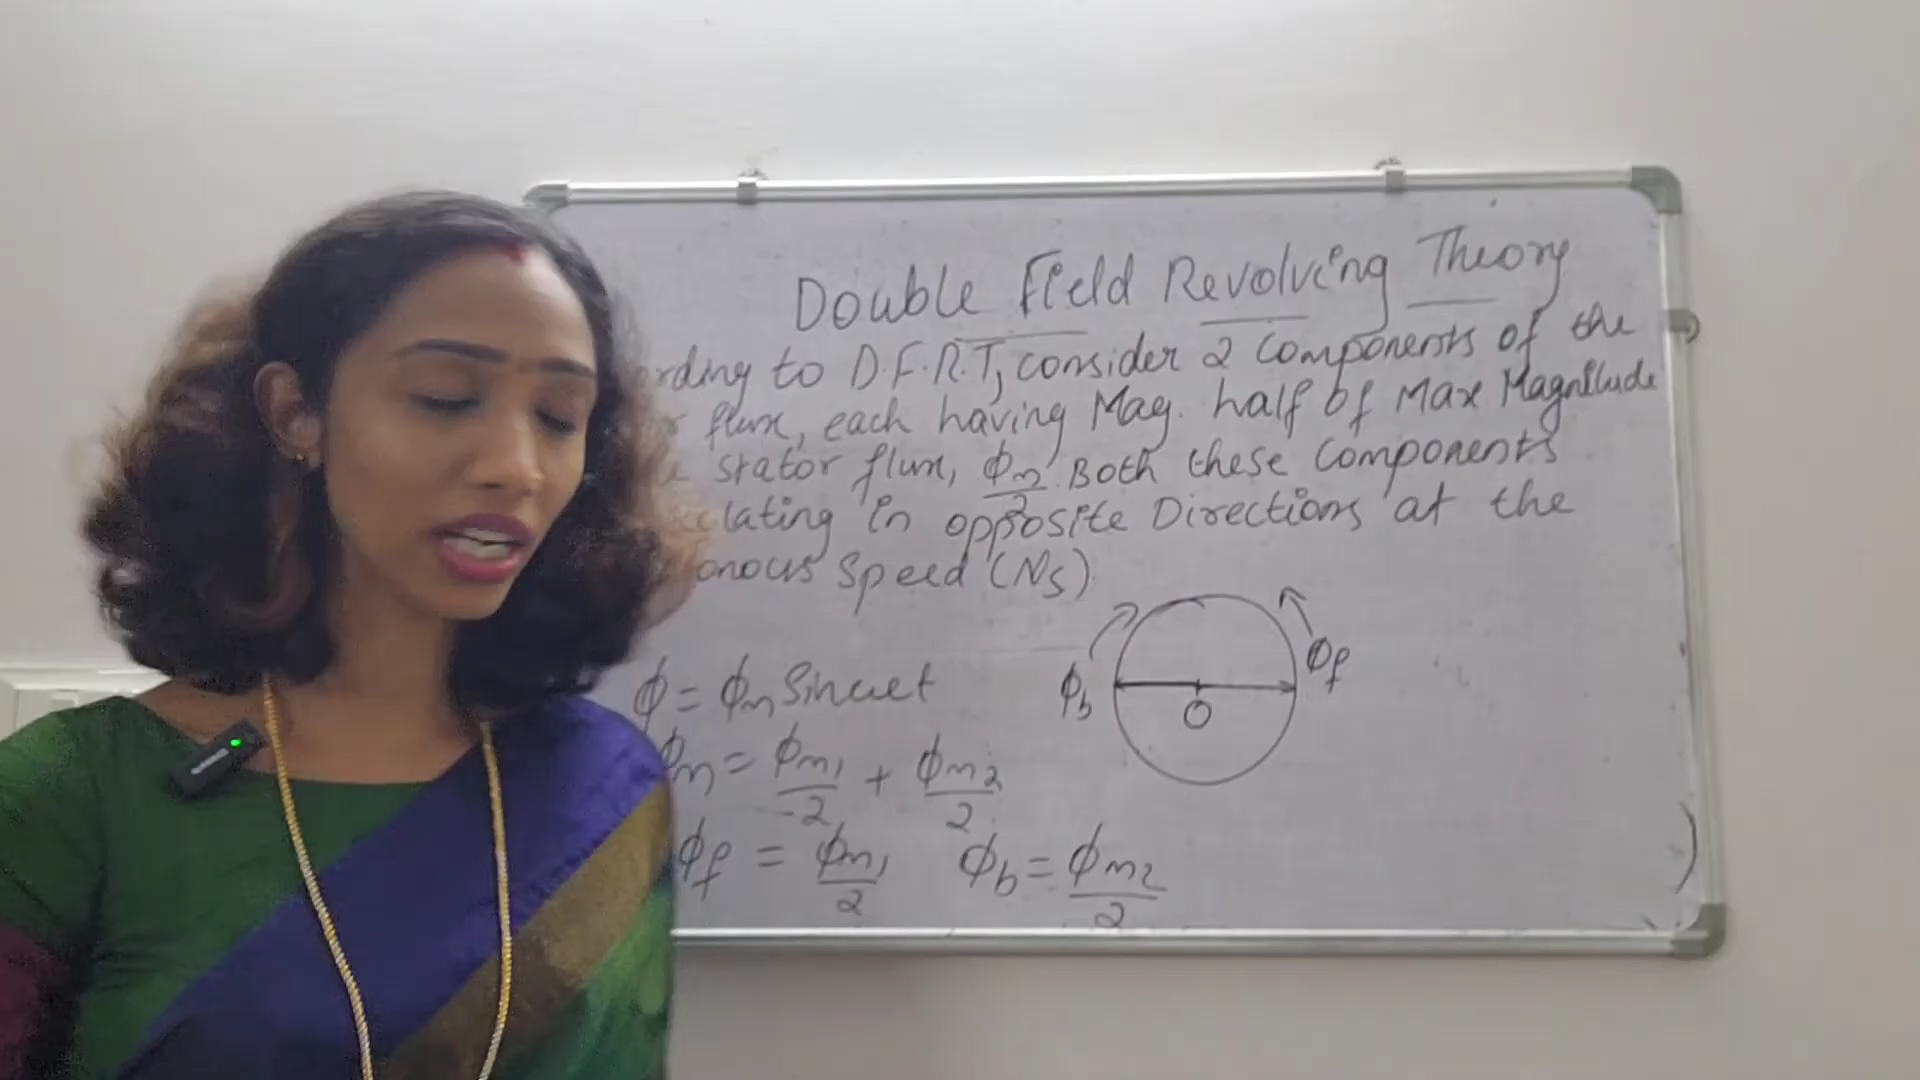 Double Field Revolving Theory
ording to D.F.R.T, consider 2 components of the
r flux, each having Mag. half of Max Magnitude
stator flux, ϕm/2 Both these components
lating in opposite Directions at the
onous Speed (Ns).
ϕ = ϕm Sinωt
ϕb
ϕf
O
ϕm = ϕm1/2 + ϕm2/2
ϕf = ϕm1/2 ϕb = ϕm2/2